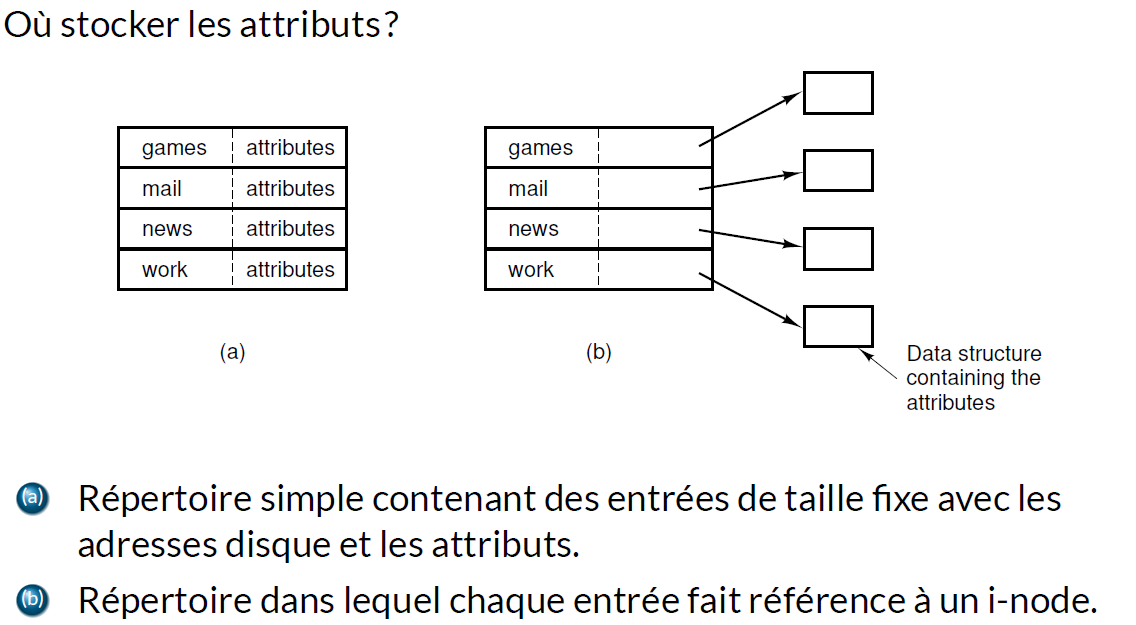 Où stocker les attributs?
games attributes games
mail attributes mail
news attributes news
work attributes work
(a) (b)
Data structure
containing the
attributes
(a) Répertoire simple contenant des entrées de taille fixe avec les
adresses disque et les attributs.
(b) Répertoire dans lequel chaque entrée fait référence à un i-node.